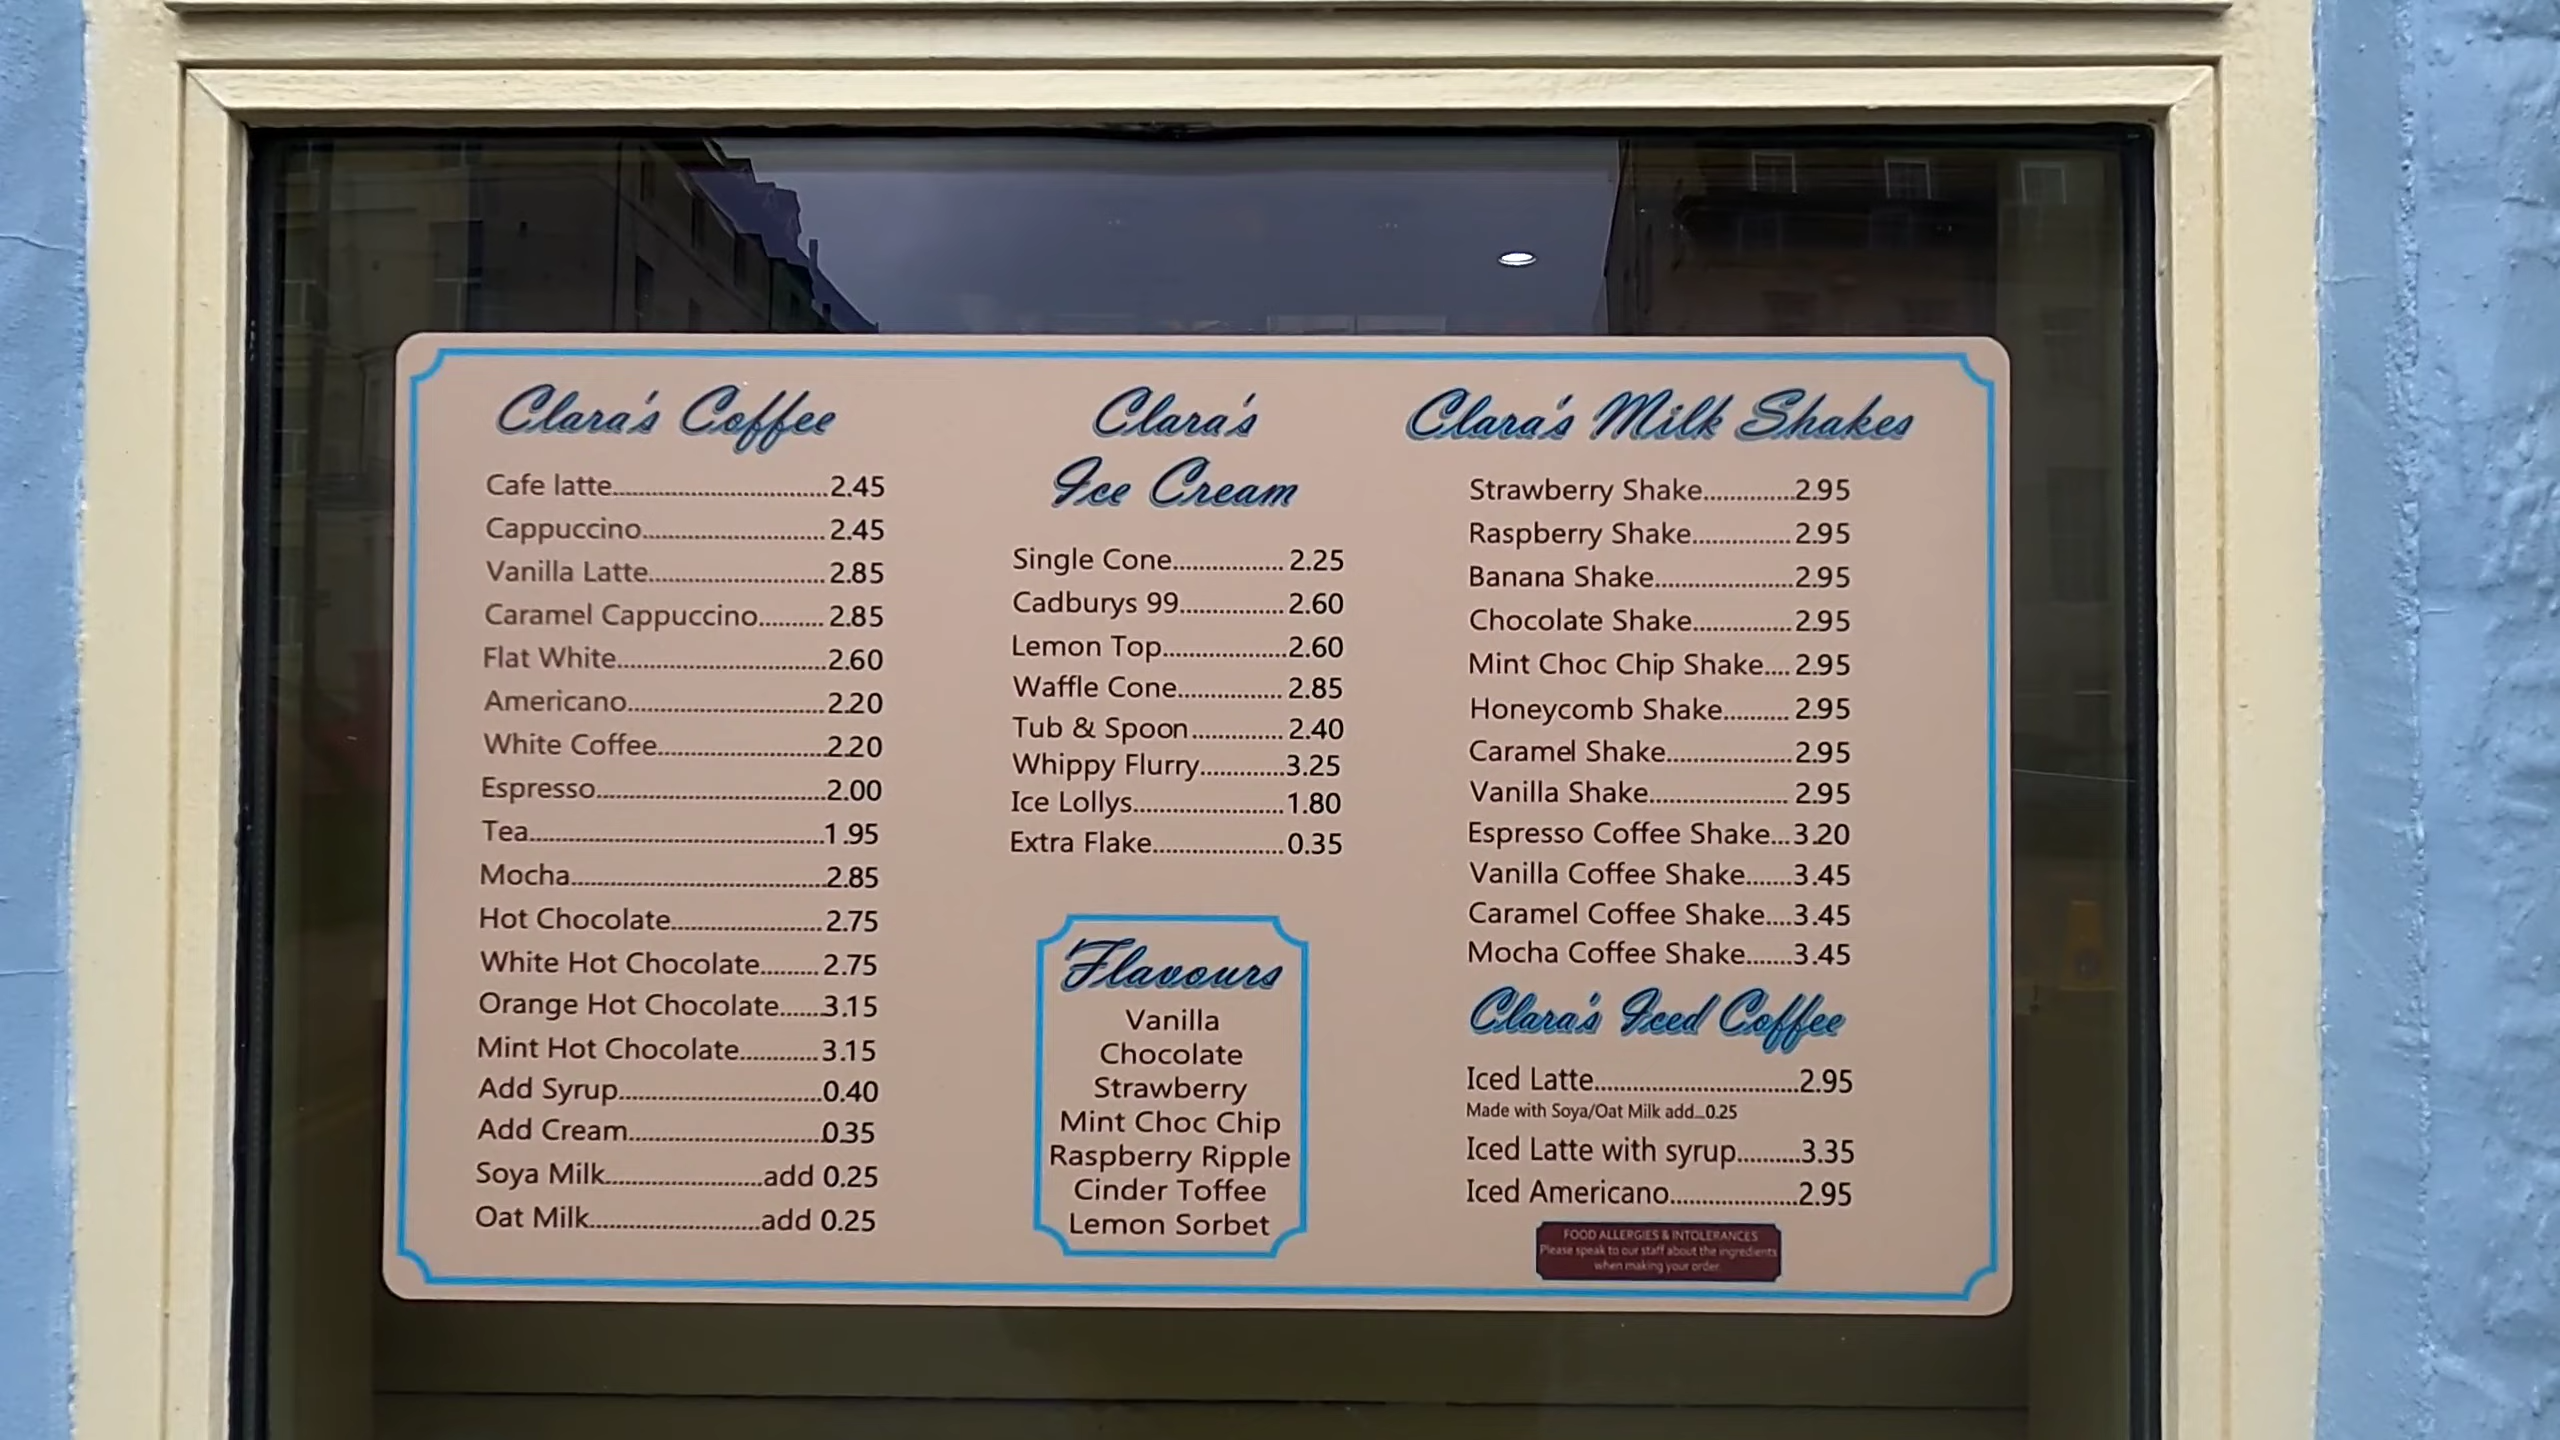 Clara's Coffee
Cafe latte..............................2.45
Cappuccino.......................... 2.45
Vanilla Latte......................... 2.85
Caramel Cappuccino.......... 2.85
Flat White..............................2.60
Americano............................2.20
White Coffee........................2.20
Espresso................................2.00
Tea..........................................1.95
Mocha....................................2.85
Hot Chocolate..................... 2.75
White Hot Chocolate......... 2.75
Orange Hot Chocolate.......3.15
Mint Hot Chocolate............3.15
Add Syrup.............................0.40
Add Cream...........................0.35
Soya Milk......................add 0.25
Oat Milk........................add 0.25
Clara's
Ice Cream
Single Cone................. 2.25
Cadburys 99................2.60
Lemon Top..................2.60
Waffle Cone................ 2.85
Tub & Spoon.............. 2.40
Whippy Flurry.............3.25
Ice Lollys......................1.80
Extra Flake....................0.35
Flavours
Vanilla
Chocolate
Strawberry
Mint Choc Chip
Raspberry Ripple
Cinder Toffee
Lemon Sorbet
Clara's Milk Shakes
Strawberry Shake.............2.95
Raspberry Shake...............2.95
Banana Shake....................2.95
Chocolate Shake...............2.95
Mint Choc Chip Shake.... 2.95
Honeycomb Shake.......... 2.95
Caramel Shake..................2.95
Vanilla Shake.................... 2.95
Espresso Coffee Shake...3.20
Vanilla Coffee Shake.......3.45
Caramel Coffee Shake....3.45
Mocha Coffee Shake.......3.45
Clara's Iced Coffee
Iced Latte.............................2.95
Made with Soya/Oat Milk add...0.25
Iced Latte with syrup..........3.35
Iced Americano....................2.95
FOOD ALLERGIES & INTOLERANCES
Please speak to our staff about the ingredients
when making your order.